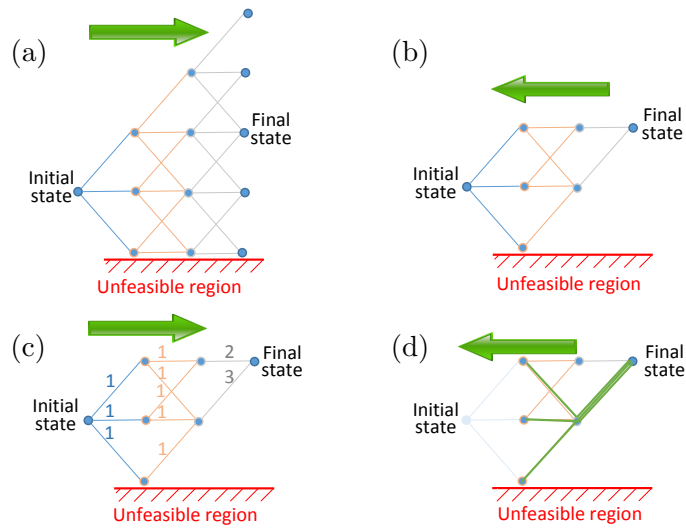 (a)
Initial
state
Final
state
Unfeasible region
(b)
Initial
state
Final
state
Unfeasible region
(c)
Initial
state
1
1
1
1
1
1
1
1
2
3
Final
state
Unfeasible region
(d)
Initial
state
Final
state
Unfeasible region